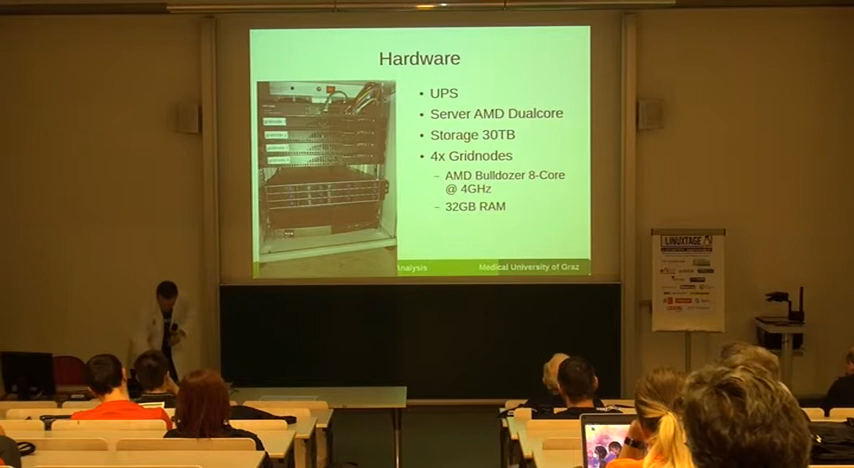 Hardware
• UPS
• Server AMD Dualcore
• Storage 30TB
• 4x Gridnodes
– AMD Bulldozer 8-Core
@ 4GHz
– 32GB RAM
Analysis
Medical University of Graz
LINUXTAGE